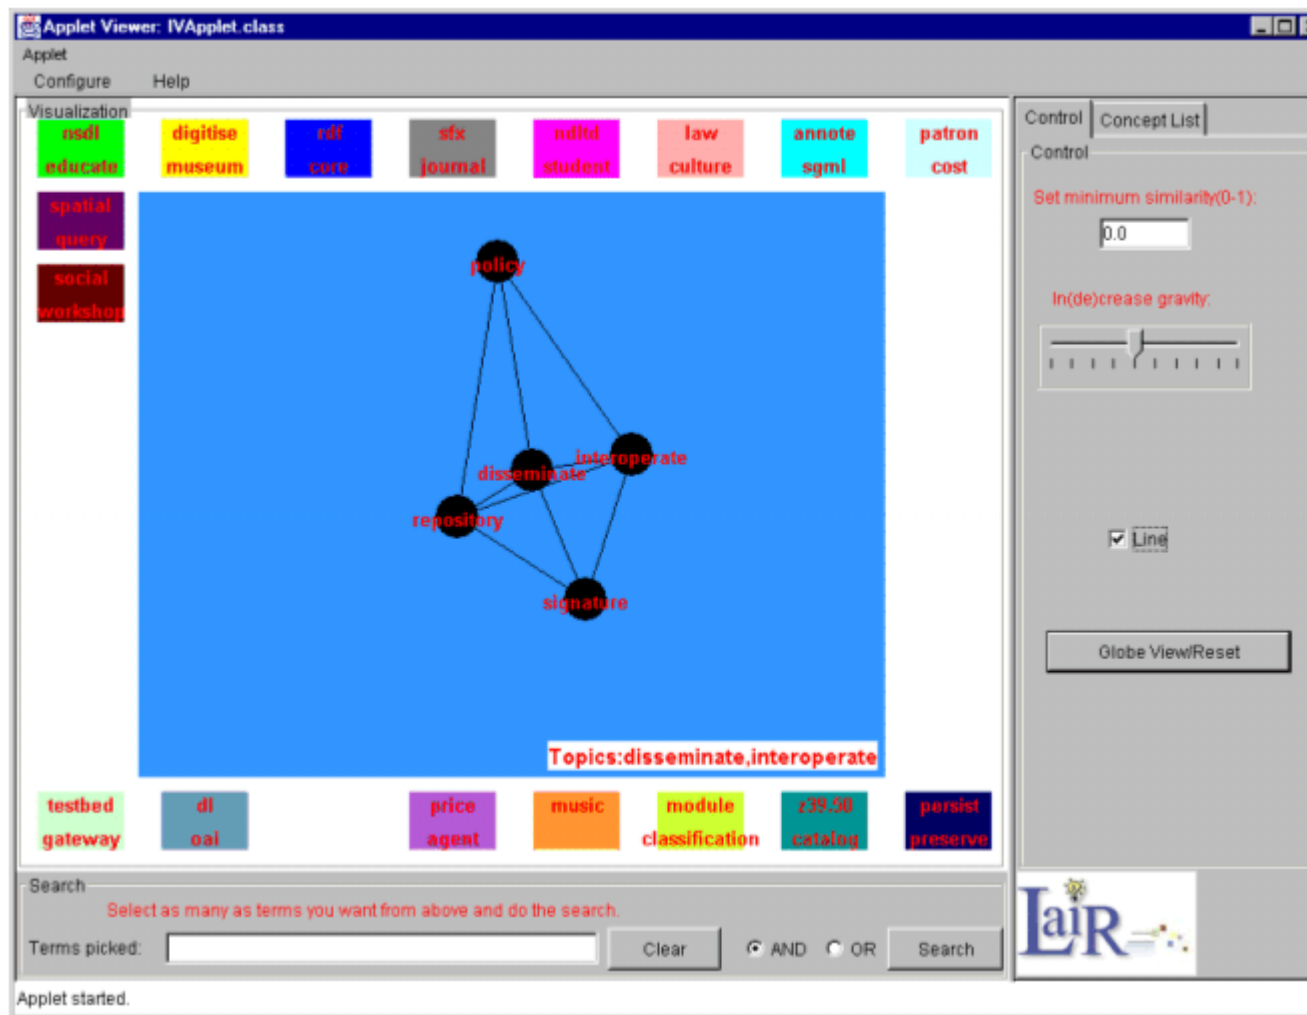 Applet Viewer: IVApplet.class
Applet
Configure Help
Visualization
nsdl educate
digitise museum
rdf core
sfx journal
ndltd student
law culture
annote sgml
patron cost
spatial query
social workshop
policy
interoperate
disseminate
repository
signature
Topics:disseminate,interoperate
testbed gateway
dl oai
price agent
music
module classification
z39.50 catalog
persist preserve
Control Concept List
Control
Set minimum similarity(0-1):
0.0
In(de)crease gravity:
Line
Globe View/Reset
Search
Select as many as terms you want from above and do the search.
Terms picked: Clear AND OR Search
LaiR
Applet started.